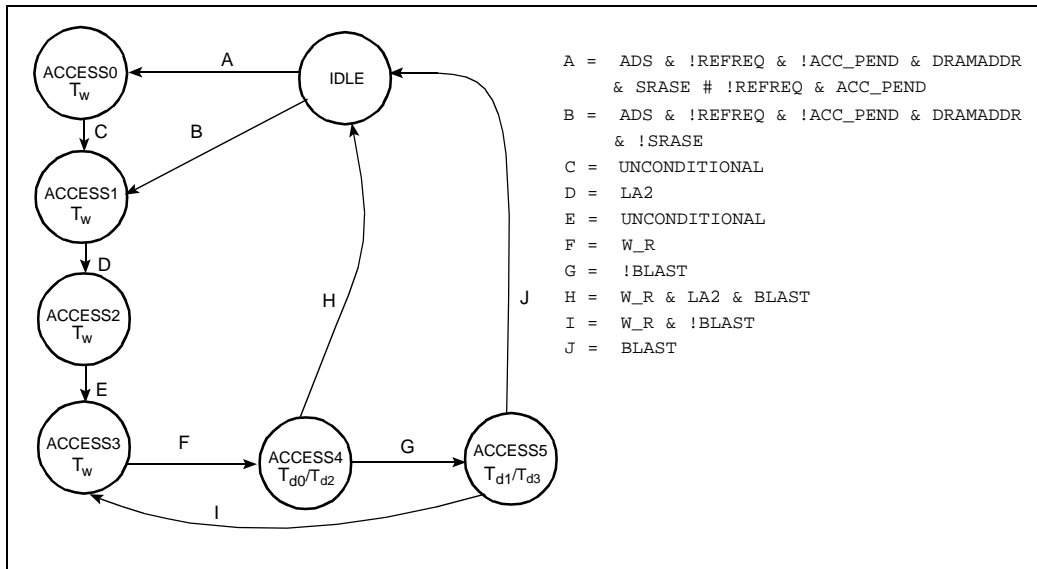 ACCESS0
Tw
A
IDLE
C
B
ACCESS1
Tw
D
ACCESS2
Tw
H
J
E
ACCESS3
Tw
F
ACCESS4
Td0/Td2
G
ACCESS5
Td1/Td3
I
A = ADS & !REFREQ & !ACC_PEND & DRAMADDR
& SRASE # !REFREQ & ACC_PEND
B = ADS & !REFREQ & !ACC_PEND & DRAMADDR
& !SRASE
C = UNCONDITIONAL
D = LA2
E = UNCONDITIONAL
F = W_R
G = !BLAST
H = W_R & LA2 & BLAST
I = W_R & !BLAST
J = BLAST